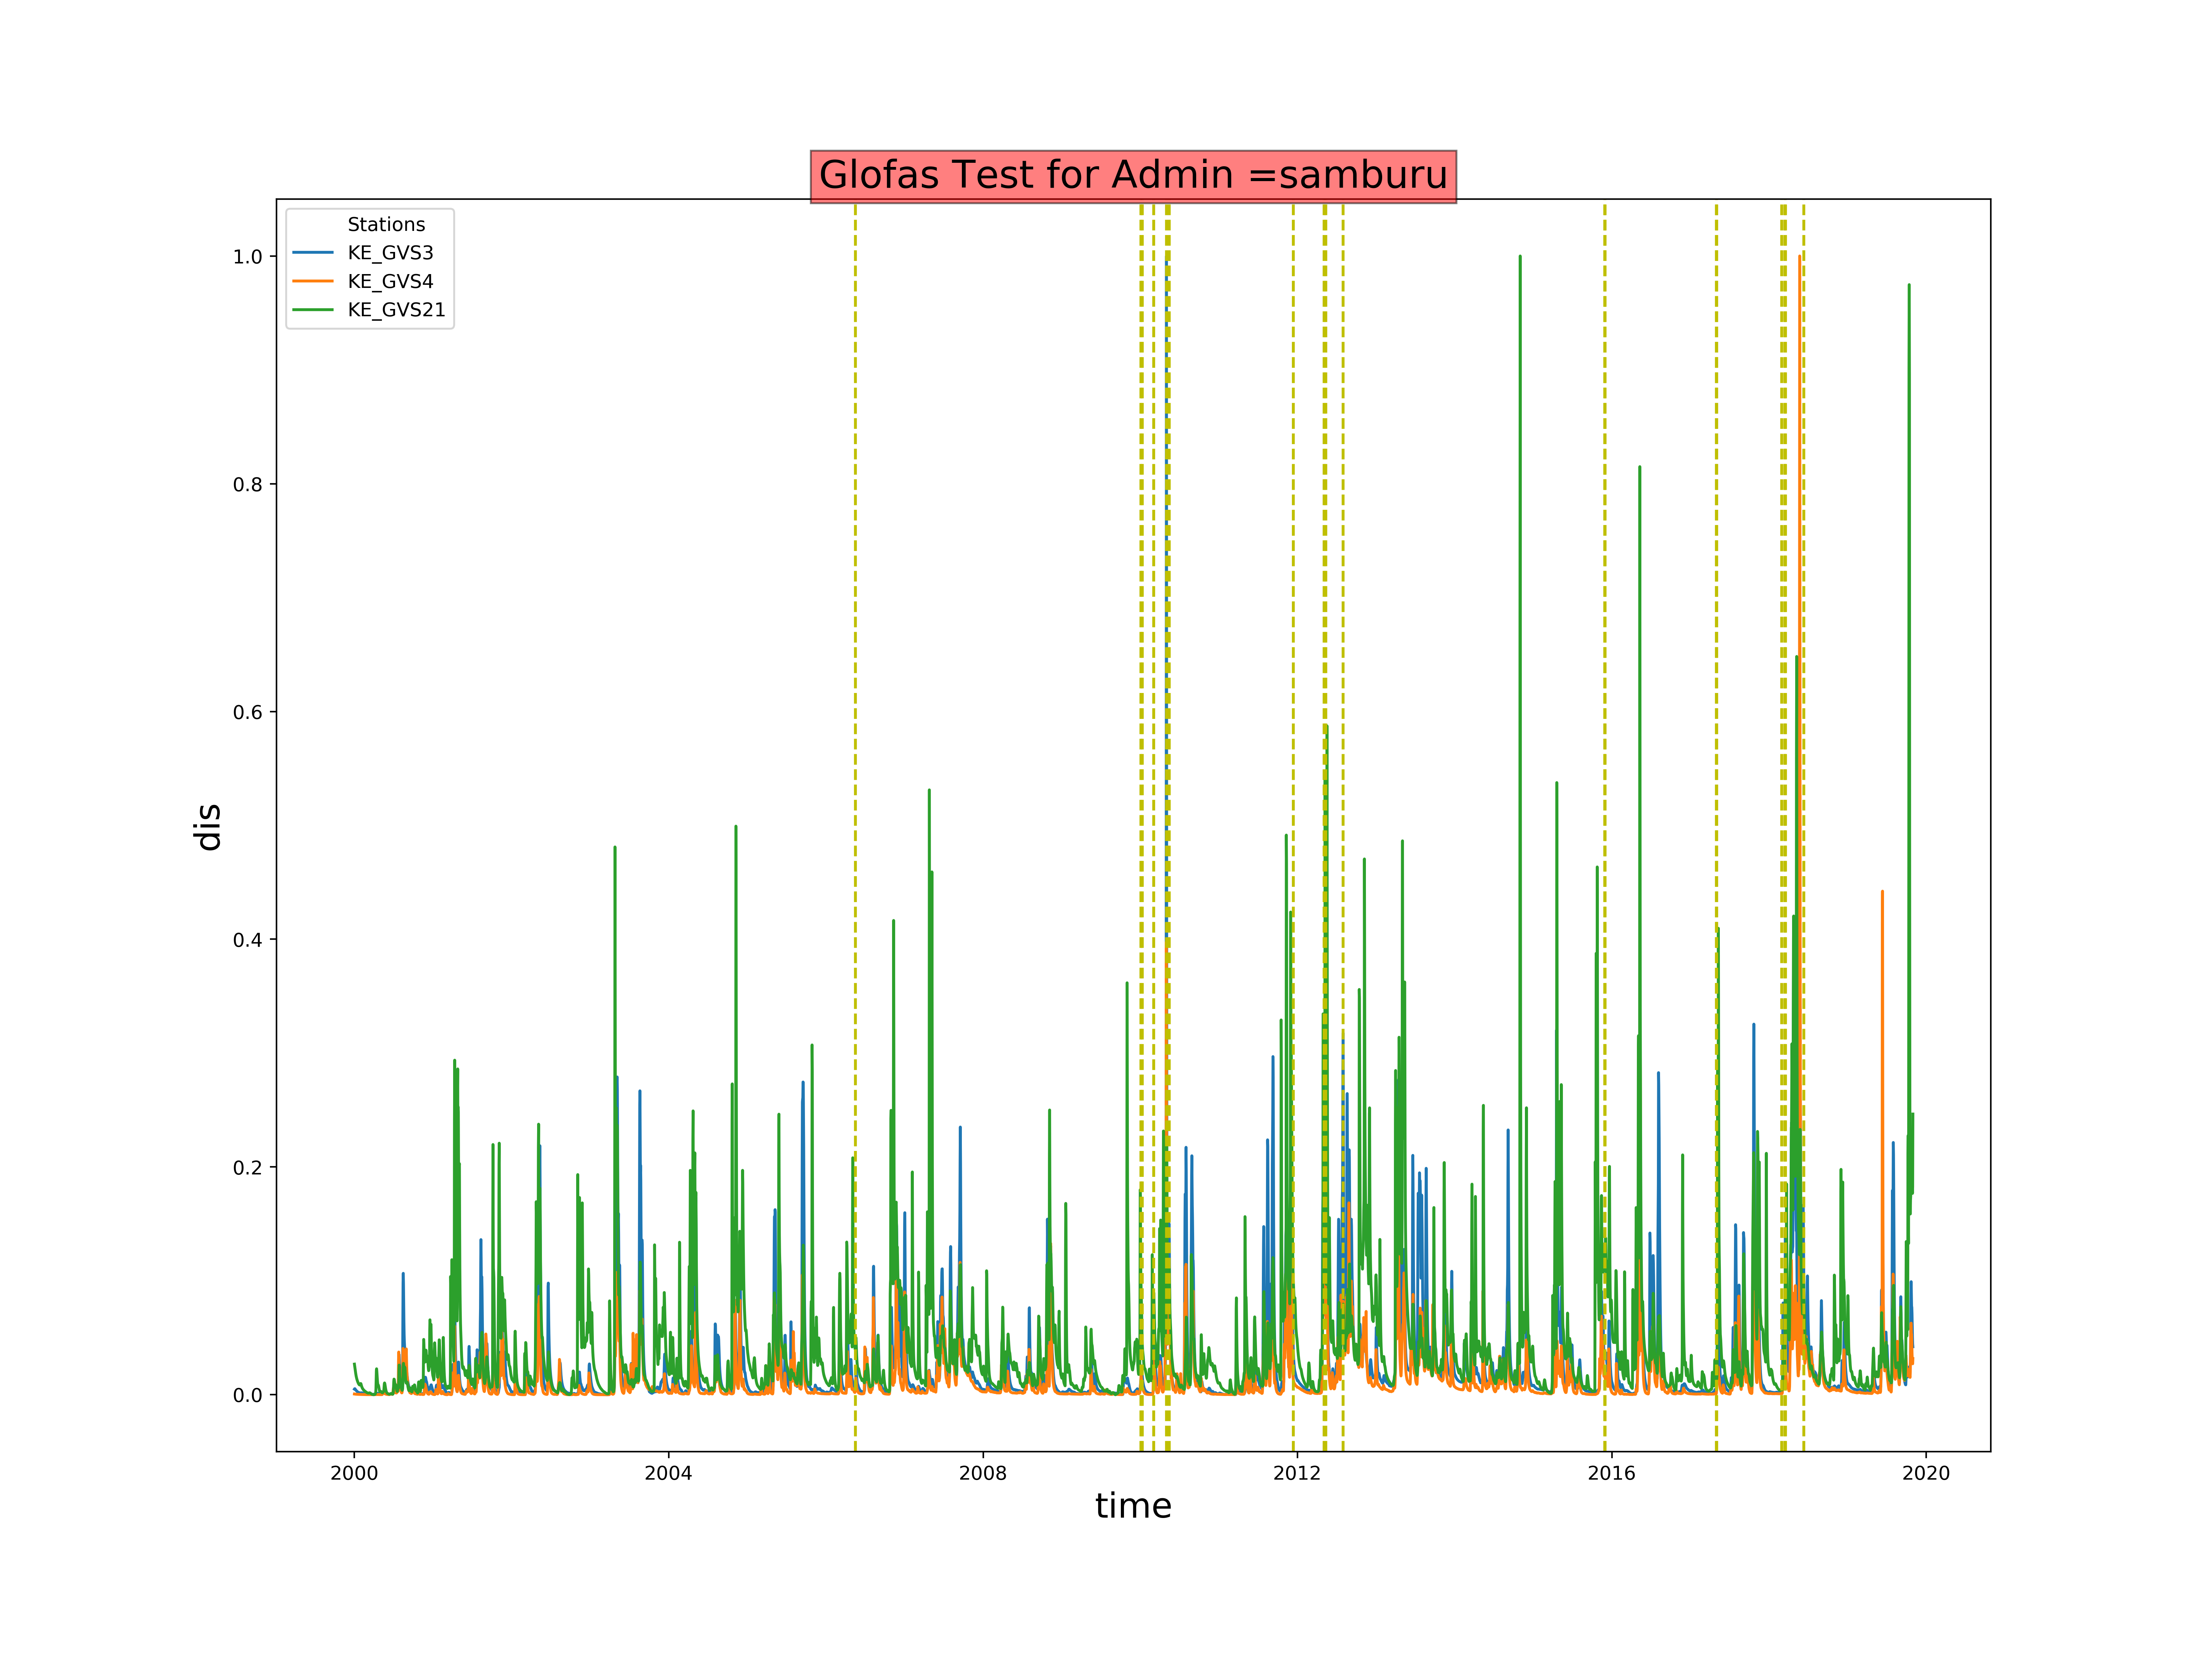 Glofas Test for Admin =samburu
Stations
KE_GVS3
KE_GVS4
KE_GVS21
1.0
0.8
0.6
0.4
0.2
0.0
dis
2000
2004
2008
2012
2016
2020
time